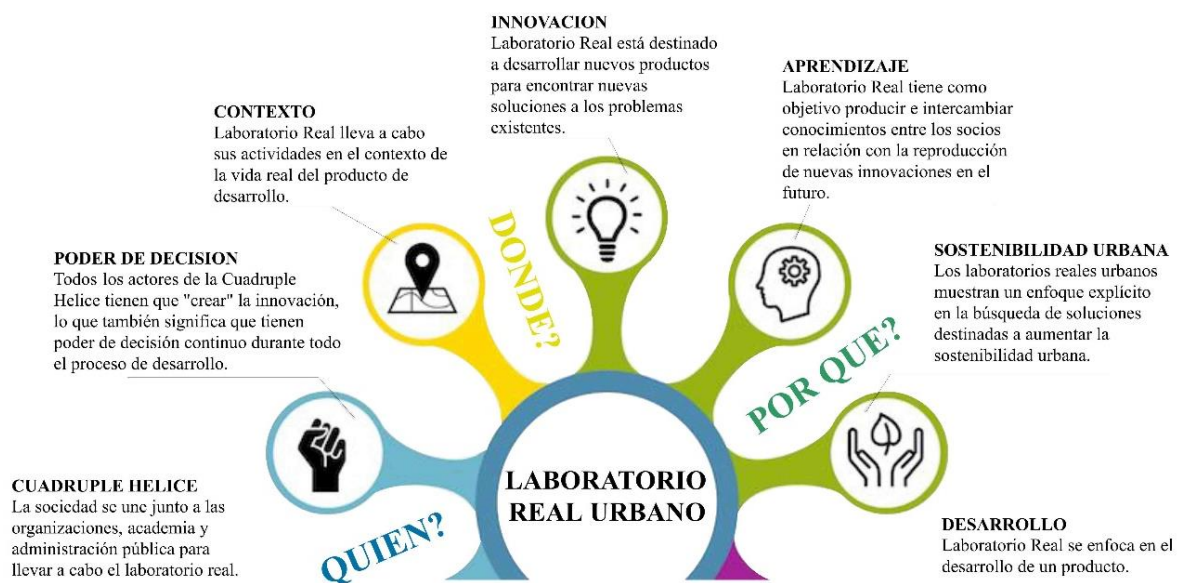 INNOVACION
Laboratorio Real está destinado
a desarrollar nuevos productos
para encontrar nuevas
soluciones a los problemas
existentes.
APRENDIZAJE
Laboratorio Real tiene como
objetivo producir e intercambiar
conocimientos entre los socios
en relación con la reproducción
de nuevas innovaciones en el
futuro.
CONTEXTO
Laboratorio Real lleva a cabo
sus actividades en el contexto de
la vida real del producto de
desarrollo.
DONDE?
PODER DE DECISION
Todos los actores de la Cuadruple
Helice tienen que "crear" la innovación,
lo que también significa que tienen
poder de decisión continuo durante todo
el proceso de desarrollo.
SOSTENIBILIDAD URBANA
Los laboratorios reales urbanos
muestran un enfoque explícito
en la búsqueda de soluciones
destinadas a aumentar la
sostenibilidad urbana.
POR QUE?
CUADRUPLE HELICE
La sociedad se une junto a las
organizaciones, academia y
administración pública para
llevar a cabo el laboratorio real.
QUIEN?
LABORATORIO
REAL URBANO
DESARROLLO
Laboratorio Real se enfoca en el
desarrollo de un producto.